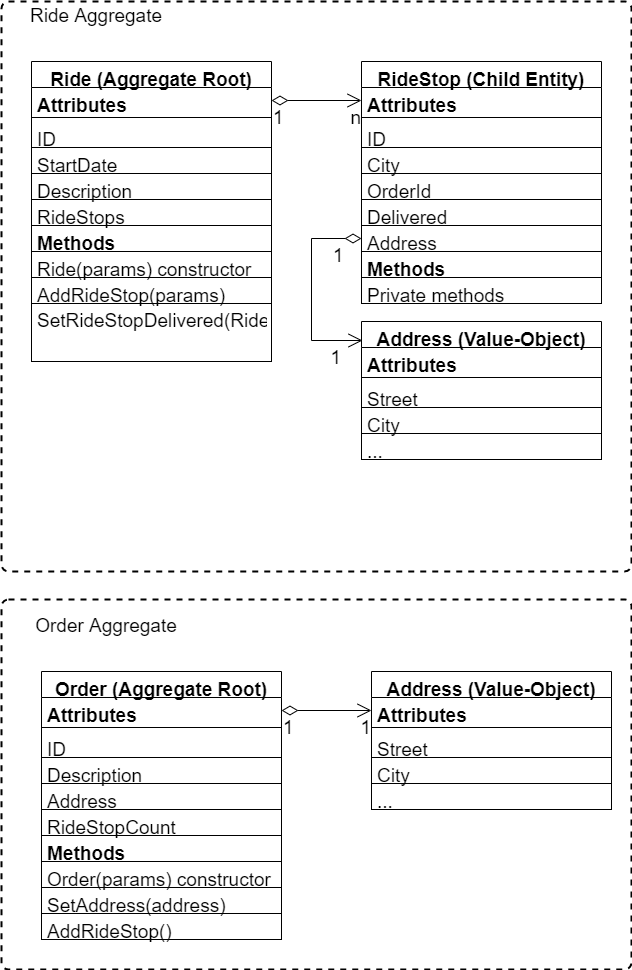 Ride Aggregate
Ride (Aggregate Root)
Attributes
ID
StartDate
Description
RideStops
Methods
Ride(params) constructor
AddRideStop(params)
SetRideStopDelivered(Ride
1
n
RideStop (Child Entity)
Attributes
ID
City
OrderId
Delivered
Address
Methods
Private methods
1
1
Address (Value-Object)
Attributes
Street
City
...
Order Aggregate
Order (Aggregate Root)
Attributes
ID
Description
Address
RideStopCount
Methods
Order(params) constructor
SetAddress(address)
AddRideStop()
1
1
Address (Value-Object)
Attributes
Street
City
...